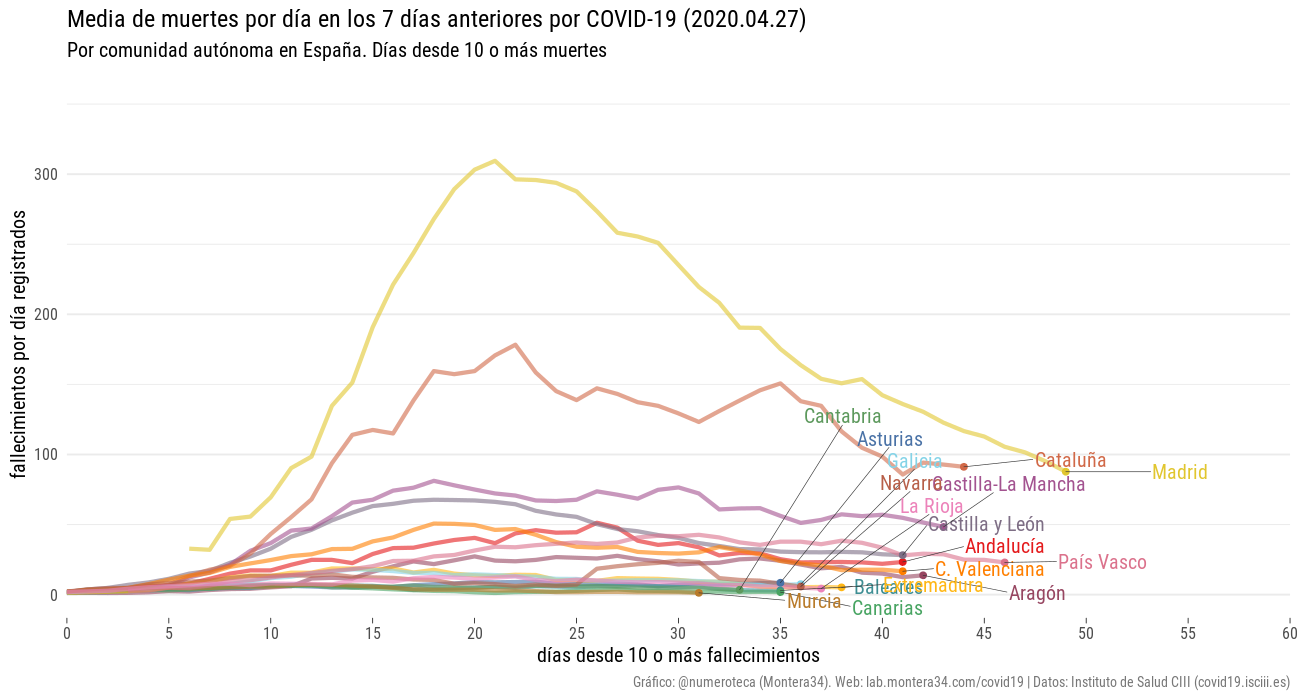 Media de muertes por día en los 7 días anteriores por COVID-19 (2020.04.27)
Por comunidad autónoma en España. Días desde 10 o más muertes
fallecimientos por día registrados
300
200
100
0
Cantabria
Asturias
Galicia
Cataluña
Madrid
Navarra
Castilla-La Mancha
La Rioja
Castilla y León
Andalucía
País Vasco
C. Valenciana
Extremadura
Baleares
Aragón
Murcia
Canarias
0 5 10 15 20 25 30 35 40 45 50 55 60
días desde 10 o más fallecimientos
Gráfico: @numeroteca (Montera34). Web: lab.montera34.com/covid19 | Datos: Instituto de Salud CIII (covid19.isciii.es)